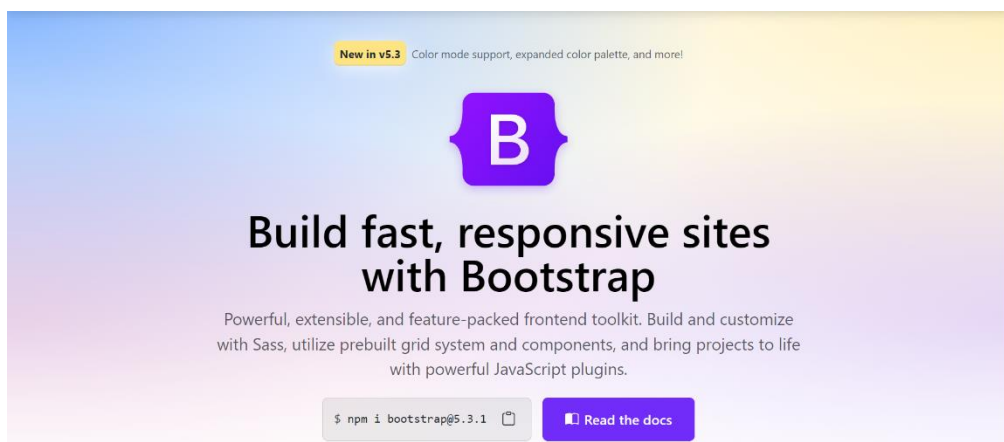 New in v5.3 Color mode support, expanded color palette, and more!
B
Build fast, responsive sites
with Bootstrap
Powerful, extensible, and feature-packed frontend toolkit. Build and customize
with Sass, utilize prebuilt grid system and components, and bring projects to life
with powerful JavaScript plugins.
$ npm i bootstrap@5.3.1 Read the docs